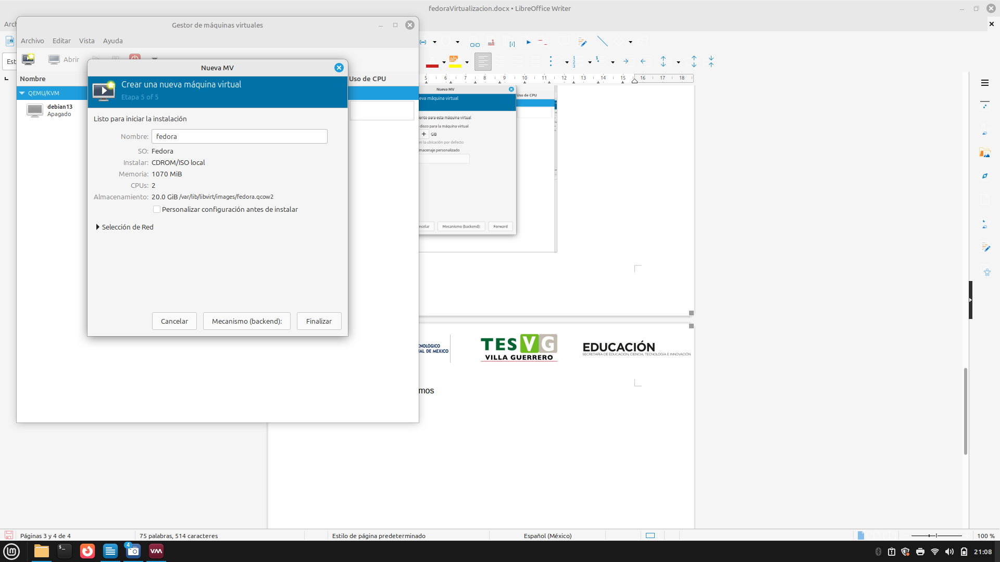 fedoraVirtualizacion.docx • LibreOffice Writer
Arch
Gestor de máquinas virtuales
Archivo Editar Vista Ayuda
Est
Abrir
Nombre
Uso de CPU
QEMU/KVM
debian13
Apagado
Nueva MV
Crear una nueva máquina virtual
Etapa 5 of 5
Listo para iniciar la instalación
Nombre: fedora
SO: Fedora
Instalar: CDROM/ISO local
Memoria: 1070 MiB
CPUs: 2
Almacenamiento: 20.0 GiB /var/lib/libvirt/images/fedora.qcow2
Personalizar configuración antes de instalar
Selección de Red
Cancelar Mecanismo (backend): Finalizar
5 6 7 8 9 10 11 12 13 14 15 16 17 18
Nueva MV
Uso de CPU
eva máquina virtual
iento para esta máquina virtual
disco para la máquina virtual
+ GiB
en la ubicación por defecto
macenaje personalizado
ncelar Mecanismo (backend): Forward
CNOLÓGICO
AL DE MÉXICO
TESVG
VILLA GUERRERO
EDUCACIÓN
SECRETARÍA DE EDUCACIÓN, CIENCIA, TECNOLOGÍA E INNOVACIÓN
mos
Páginas 3 y 4 de 4
75 palabras, 514 caracteres
Estilo de página predeterminado
Español (México)
100 %
4
21:08